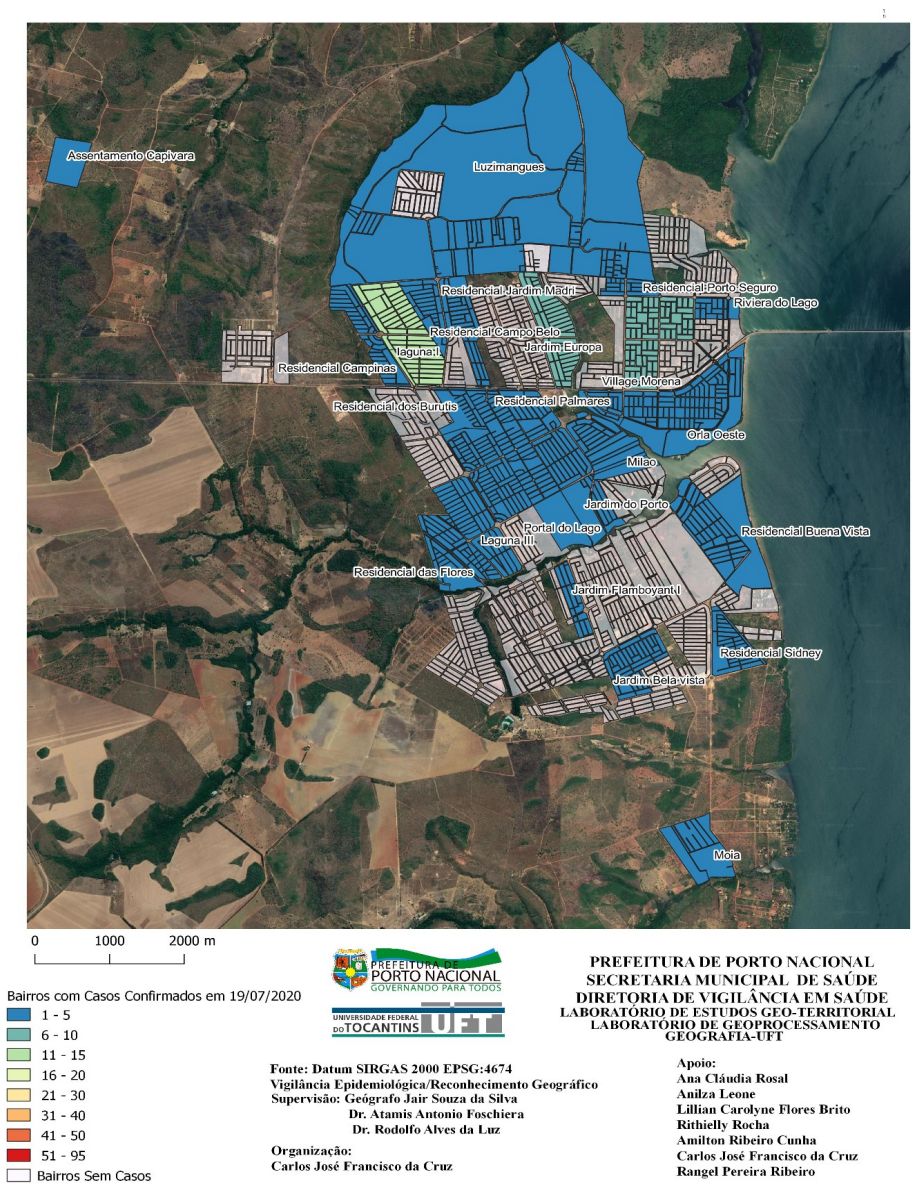 Assentamento Capivara
Luzimangues
Residencial Jardim Madri
Residencial Porto Seguro
Riviera do Lago
Residencial Campo Belo
laguna I
Jardim Europa
Residencial Campinas
Village Morena
Residencial dos Burutis
Residencial Palmares
Orla Oeste
Milao
Jardim do Porto
Portal do Lago
Laguna III
Residencial Buena Vista
Residencial das Flores
Jardim Flamboyant I
Residencial Sidney
Jardim Bela vista
Moia
0 1000 2000 m
Bairros com Casos Confirmados em 19/07/2020
1 - 5
6 - 10
11 - 15
16 - 20
21 - 30
31 - 40
41 - 50
51 - 95
Bairros Sem Casos
PREFEITURA DE
PORTO NACIONAL
GOVERNANDO PARA TODOS
UNIVERSIDADE FEDERAL
DO TOCANTINS UFT
Fonte: Datum SIRGAS 2000 EPSG:4674
Vigilância Epidemiológica/Reconhecimento Geográfico
Supervisão: Geógrafo Jair Souza da Silva
Dr. Atamis Antonio Foschiera
Dr. Rodolfo Alves da Luz
Organização:
Carlos José Francisco da Cruz
PREFEITURA DE PORTO NACIONAL
SECRETARIA MUNICIPAL DE SAÚDE
DIRETORIA DE VIGILÂNCIA EM SAÚDE
LABORATÓRIO DE ESTUDOS GEO-TERRITORIAL
LABORATÓRIO DE GEOPROCESSAMENTO
GEOGRAFIA-UFT
Apoio:
Ana Cláudia Rosal
Anilza Leone
Lillian Carolyne Flores Brito
Rithielly Rocha
Amilton Ribeiro Cunha
Carlos José Francisco da Cruz
Rangel Pereira Ribeiro